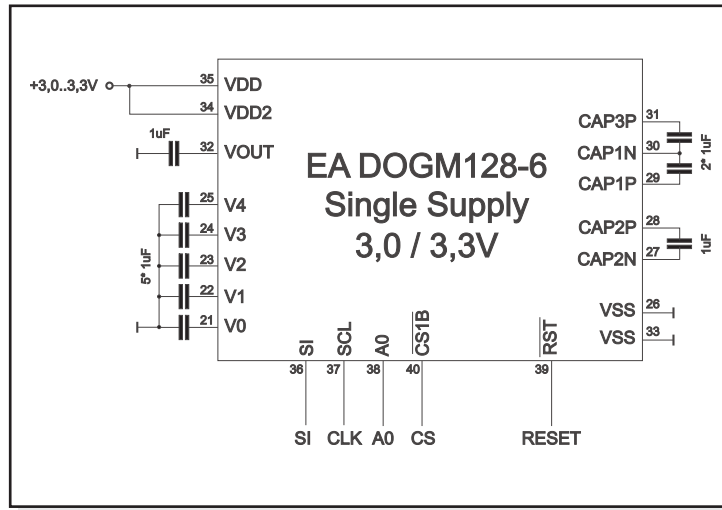 +3,0..3,3V
35 VDD
34 VDD2
1uF
32 VOUT
25 V4
24 V3
23 V2
22 V1
21 V0
5* 1uF
EA DOGM128-6
Single Supply
3,0 / 3,3V
CAP3P 31
CAP1N 30
CAP1P 29
2* 1uF
CAP2P 28
CAP2N 27
1uF
VSS 26
VSS 33
SI SCL A0 CS1B RST
36 37 38 40 39
SI CLK A0 CS RESET